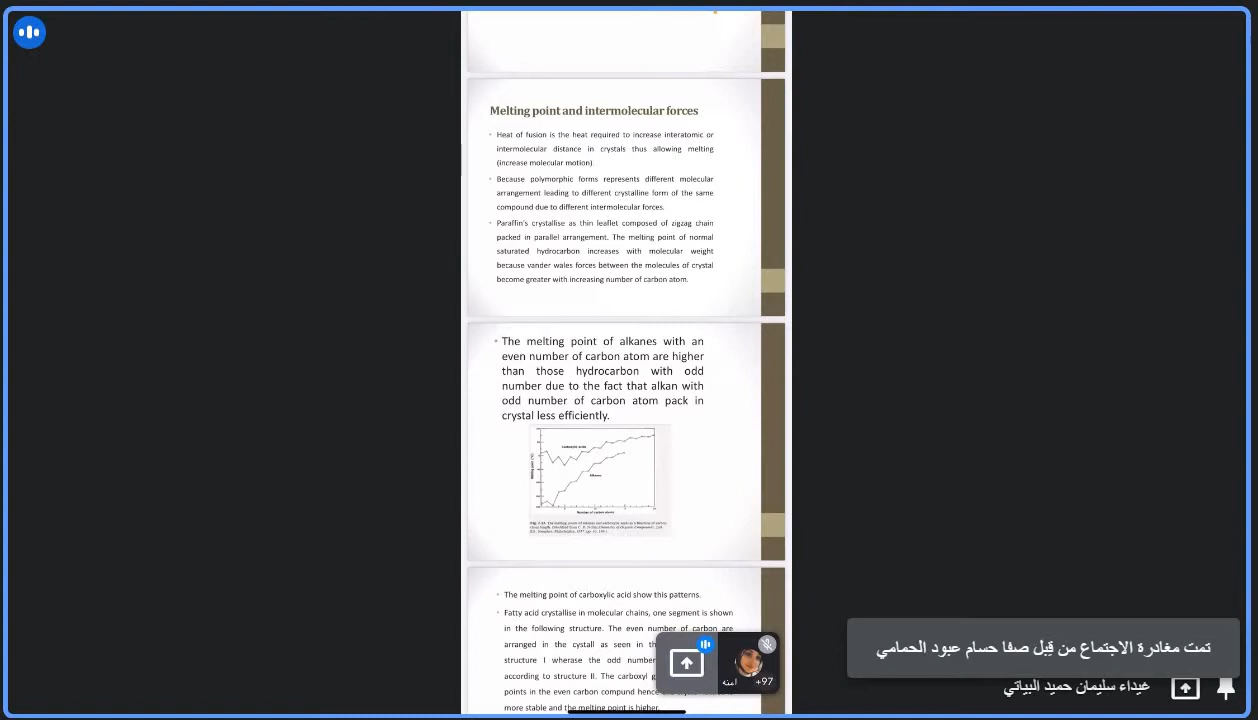 Melting point and intermolecular forces
• Heat of fusion is the heat required to increase interatomic or
intermolecular distance in crystals thus allowing melting
(increase molecular motion)
• Because polymorphic forms represents different molecular
arrangement leading to different crystalline form of the same
compound due to different intermolecular forces.
• Paraffin's crystallise as thin leaflet composed of zigzag chain
packed in parallel arrangement. The melting point of normal
saturated hydrocarbon increases with molecular weight
because vander wales forces between the molecules of crystal
become greater with increasing number of carbon atom.
• The melting point of alkanes with an
even number of carbon atom are higher
than those hydrocarbon with odd
number due to the fact that alkan with
odd number of carbon atom pack in
crystal less efficiently.
Carboxylic acids
Alkanes
Melting point (°C)
Number of carbon atoms
• The melting point of carboxylic acid show this patterns.
• Fatty acid crystallise in molecular chains, one segment is shown
in the following structure. The even number of carbon are
arranged in the cystall as seen in th
structure I wherase the odd number
according to structure II. The carboxyl g
points in the even carbon compund hence
more stable and the melting point is higher.
امنه
+97
تمت مغادرة الاجتماع من قِبل صفا حسام عبود الحمامي
غيداء سليمان حميد البياتي